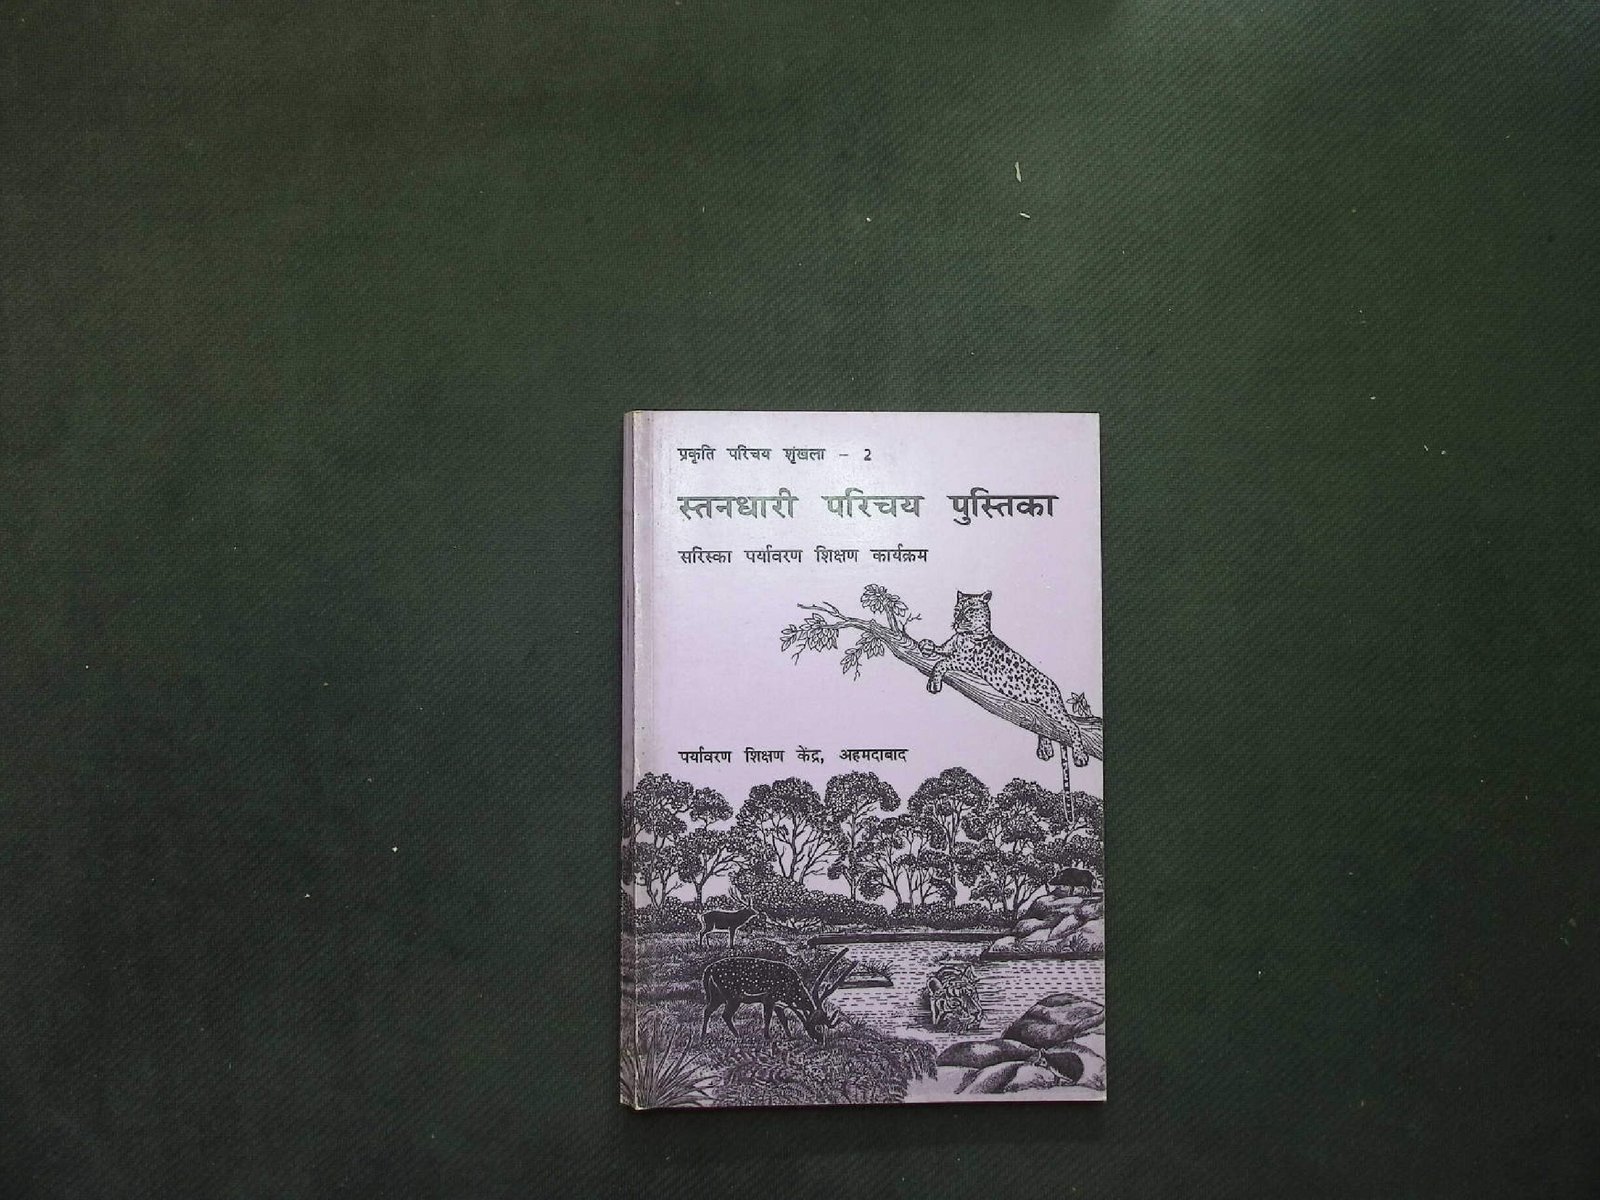 प्रकृति परिचय शृंखला – 2
स्तनधारी परिचय पुस्तिका
सरिस्का पर्यावरण शिक्षण कार्यक्रम
पर्यावरण शिक्षण केंद्र, अहमदाबाद